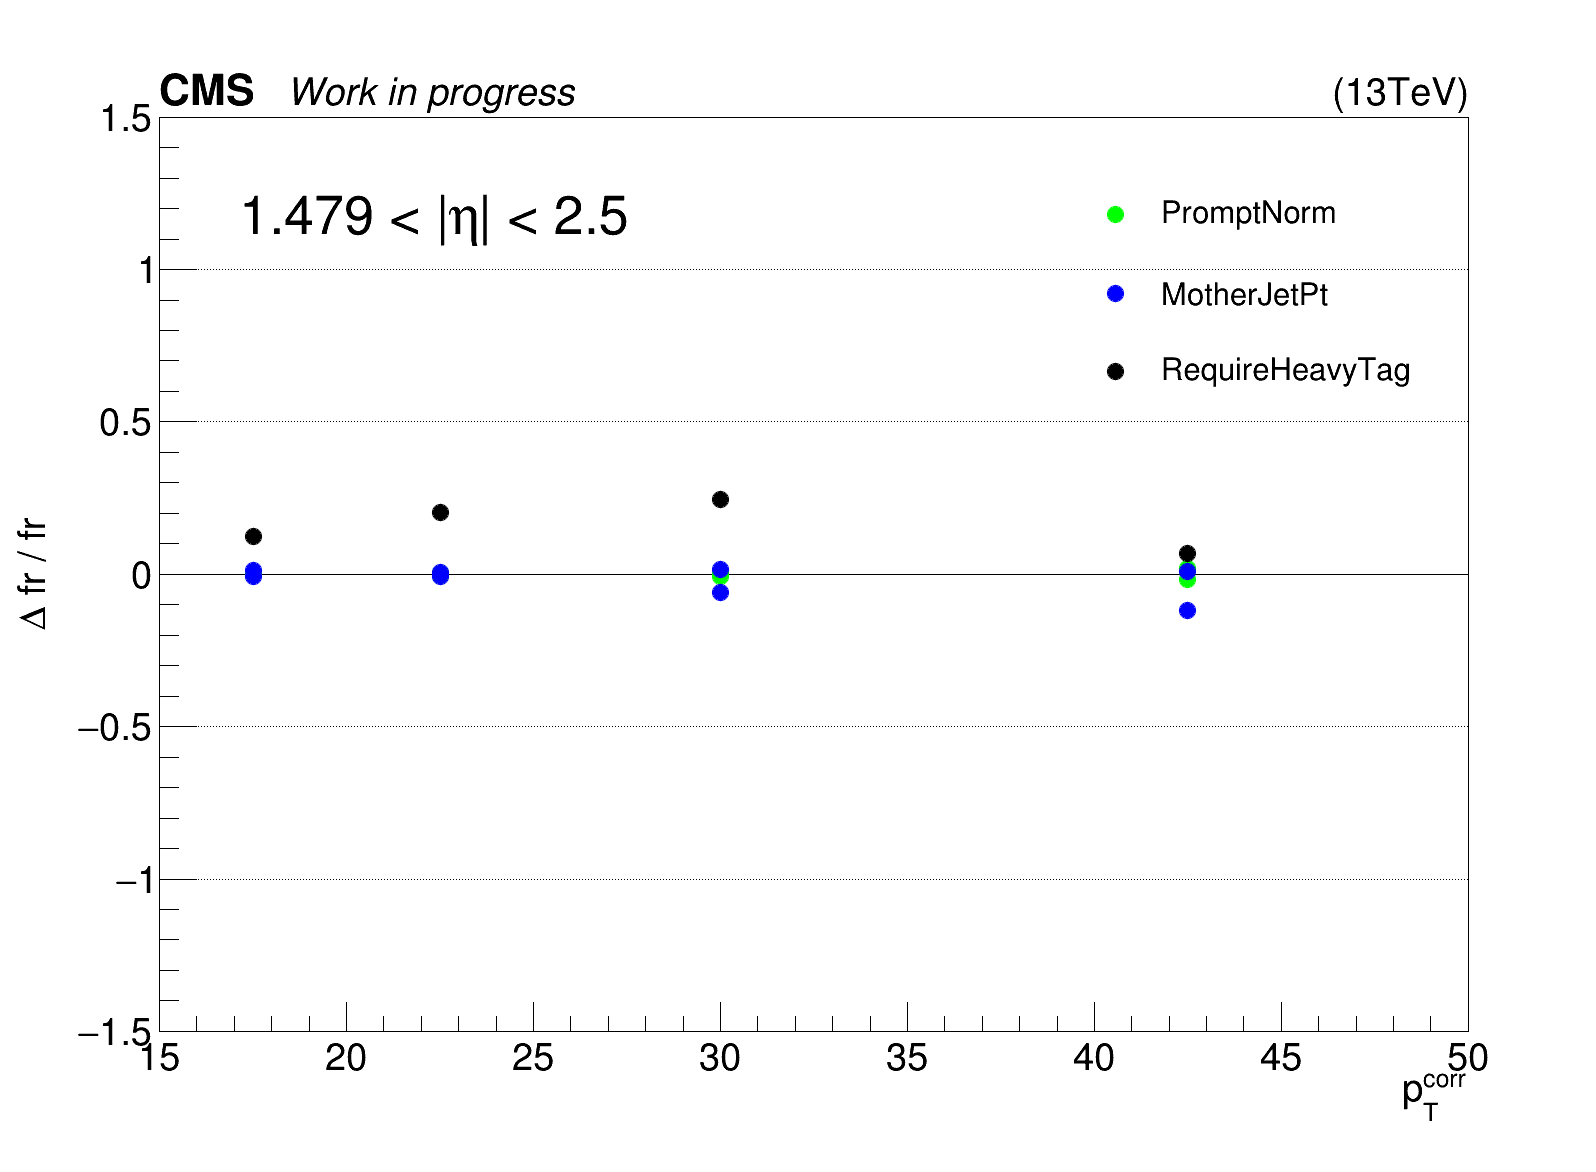 CMS Work in progress (13TeV)
1.479 < |η| < 2.5
PromptNorm
MotherJetPt
RequireHeavyTag
Δ fr / fr
1.5
1
0.5
0
−0.5
−1
−1.5
15 20 25 30 35 40 45 50
p_T^corr